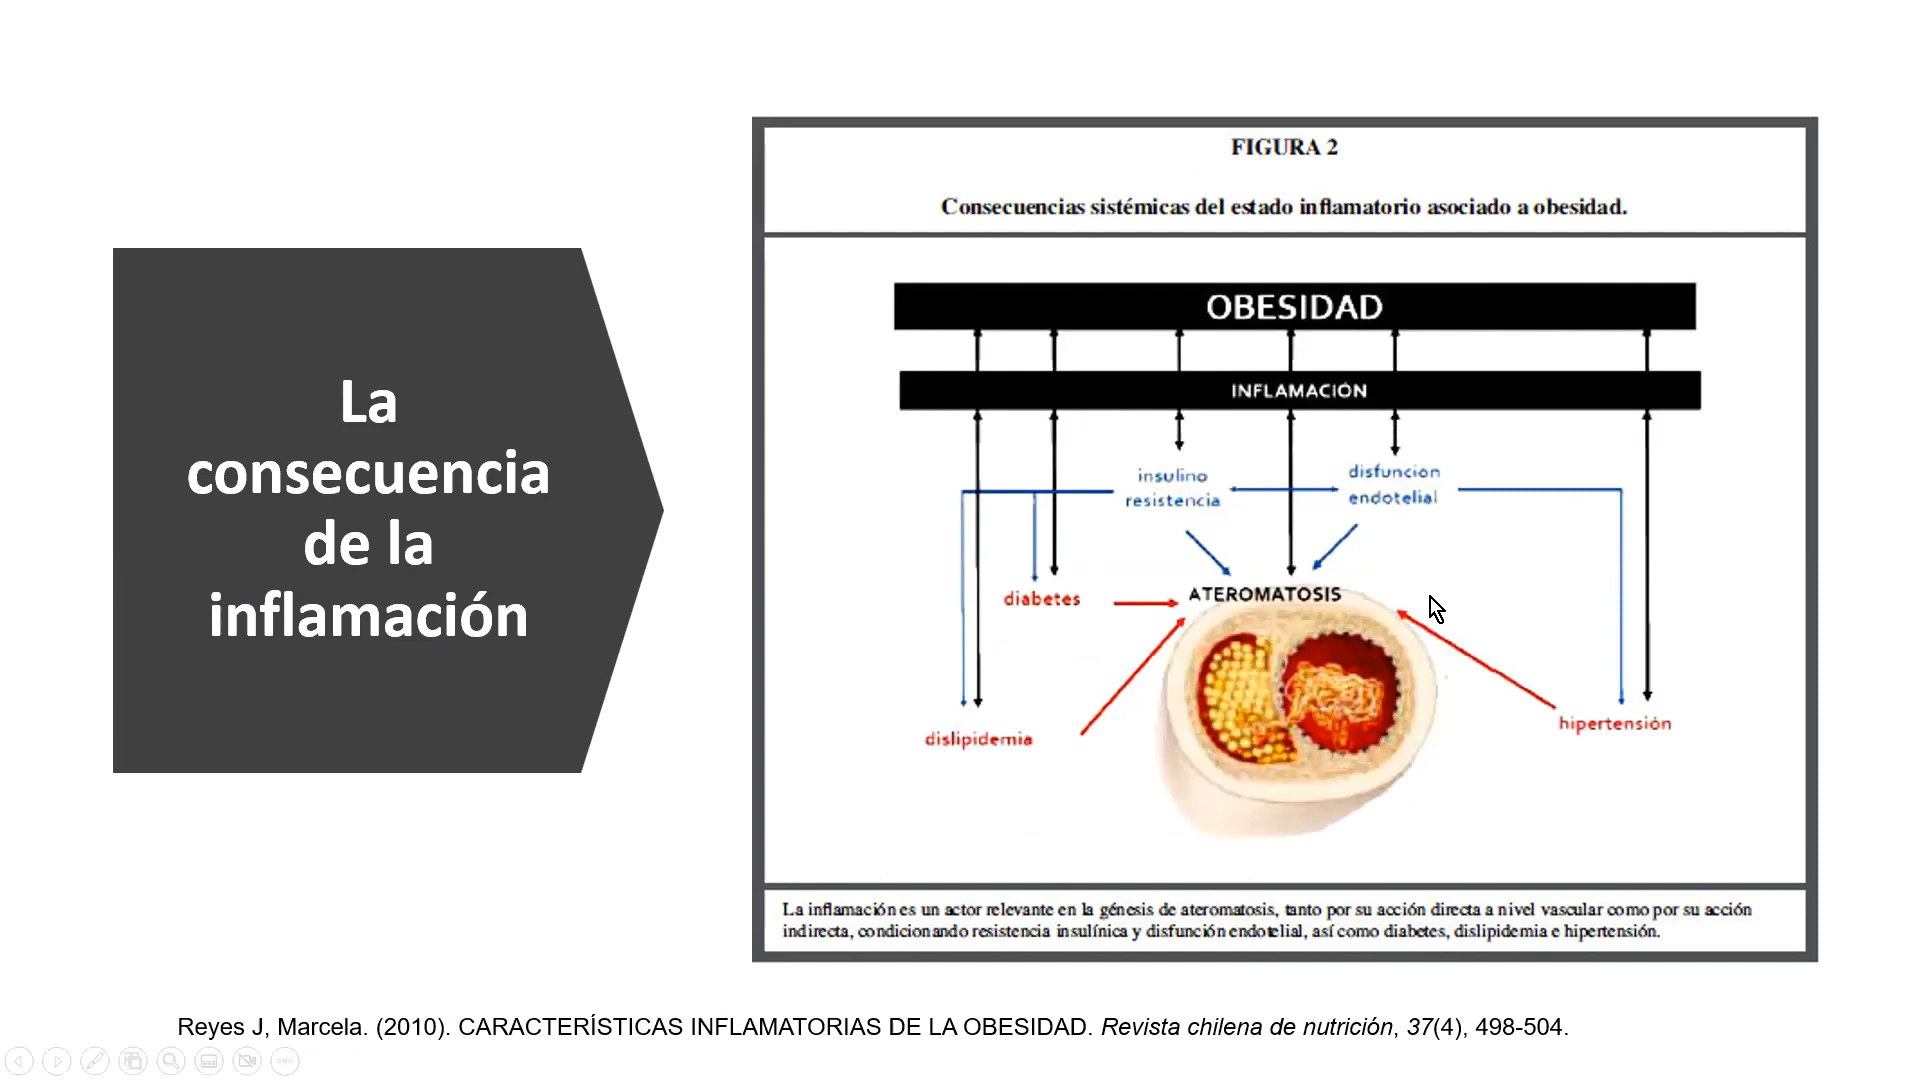 La
consecuencia
de la
inflamación
FIGURA 2
Consecuencias sistémicas del estado inflamatorio asociado a obesidad.
OBESIDAD
INFLAMACIÓN
insulino
resistencia
disfuncion
endotelial
diabetes
ATEROMATOSIS
dislipidemia
hipertensión
La inflamación es un actor relevante en la génesis de ateromatosis, tanto por su acción directa a nivel vascular como por su acción
indirecta, condicionando resistencia insulínica y disfunción endotelial, así como diabetes, dislipidemia e hipertensión.
Reyes J, Marcela. (2010). CARACTERÍSTICAS INFLAMATORIAS DE LA OBESIDAD. Revista chilena de nutrición, 37(4), 498-504.